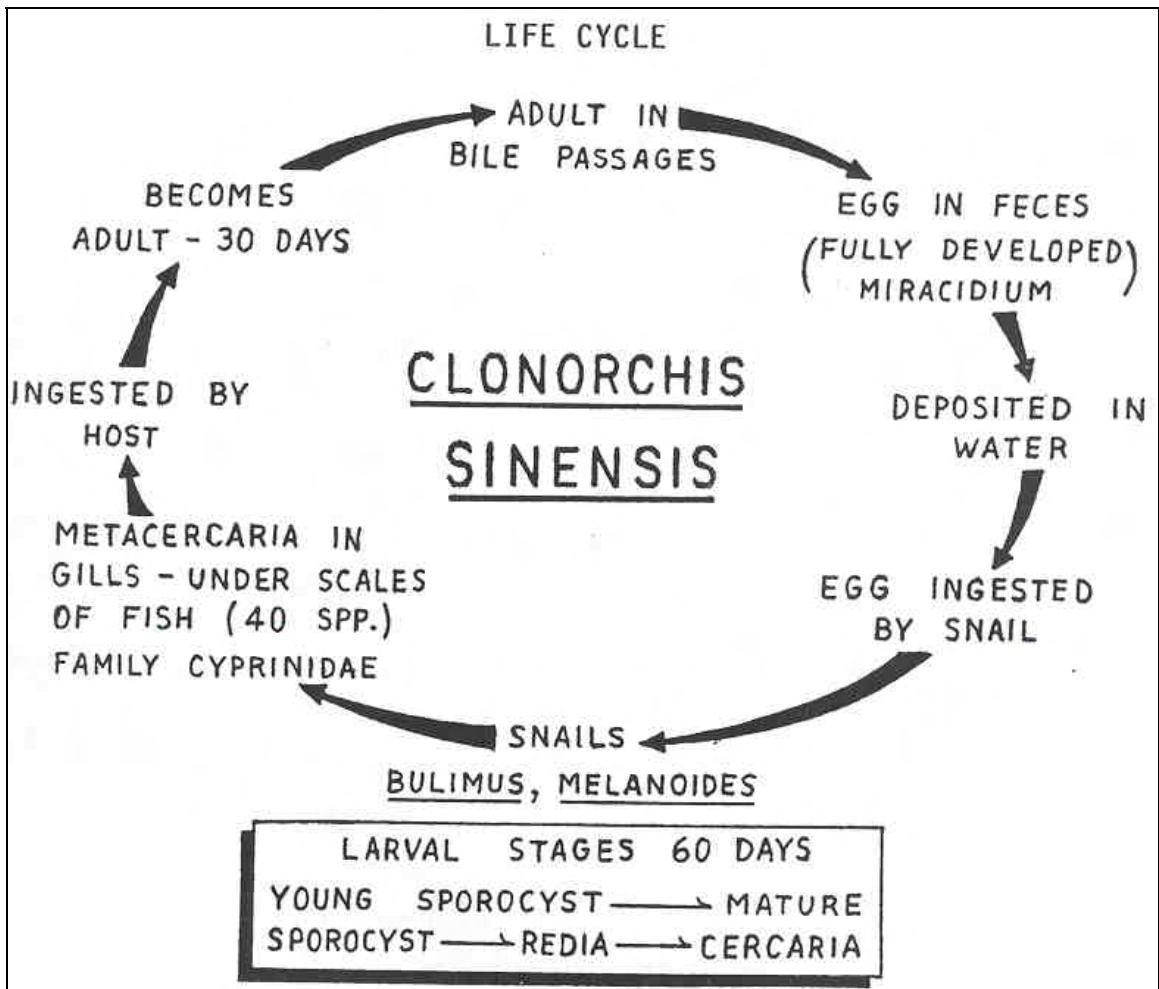 LIFE CYCLE
ADULT IN
BILE PASSAGES
EGG IN FECES
(FULLY DEVELOPED
MIRACIDIUM)
DEPOSITED IN
WATER
EGG INGESTED
BY SNAIL
SNAILS
BULIMUS, MELANOIDES
LARVAL STAGES 60 DAYS
YOUNG SPOROCYST → MATURE
SPOROCYST → REDIA → CERCARIA
METACERCARIA IN
GILLS - UNDER SCALES
OF FISH (40 SPP.)
FAMILY CYPRINIDAE
INGESTED BY
HOST
BECOMES
ADULT - 30 DAYS
CLONORCHIS
SINENSIS